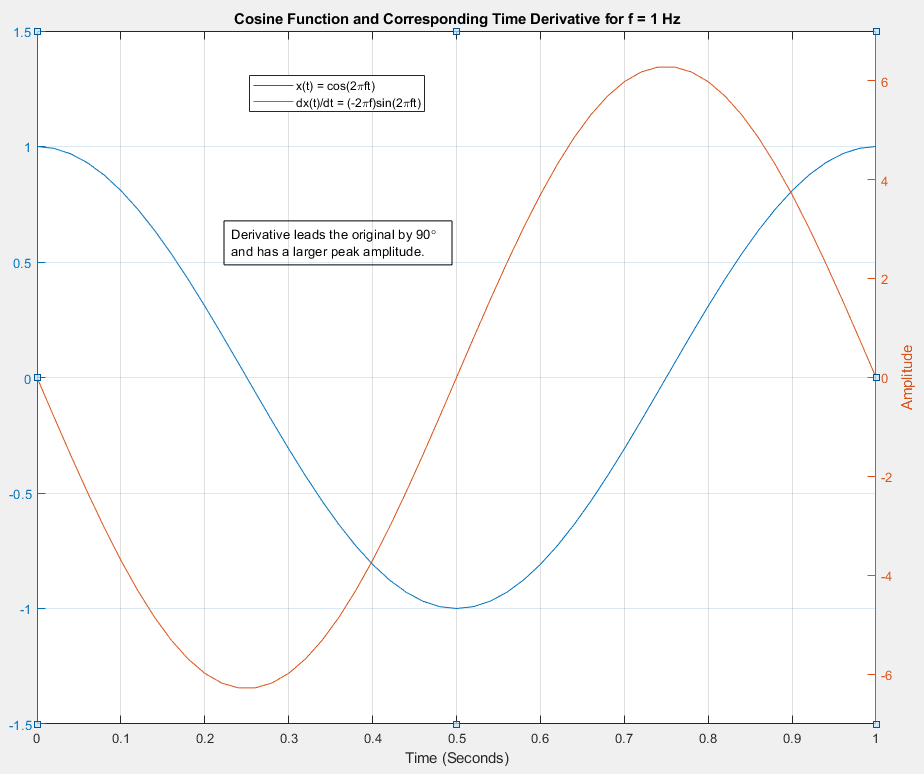 Cosine Function and Corresponding Time Derivative for f = 1 Hz
1.5
1
0.5
0
-0.5
-1
-1.5
x(t) = cos(2πft)
dx(t)/dt = (-2πf)sin(2πft)
Derivative leads the original by 90°
and has a larger peak amplitude.
6
4
2
0
-2
-4
-6
Amplitude
0 0.1 0.2 0.3 0.4 0.5 0.6 0.7 0.8 0.9 1
Time (Seconds)